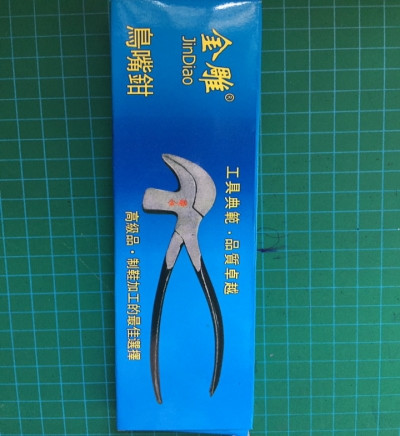 金雕®
JinDiao
鳥嘴鉗
工具典範·品質卓越
高級品·制鞋加工的最佳選擇